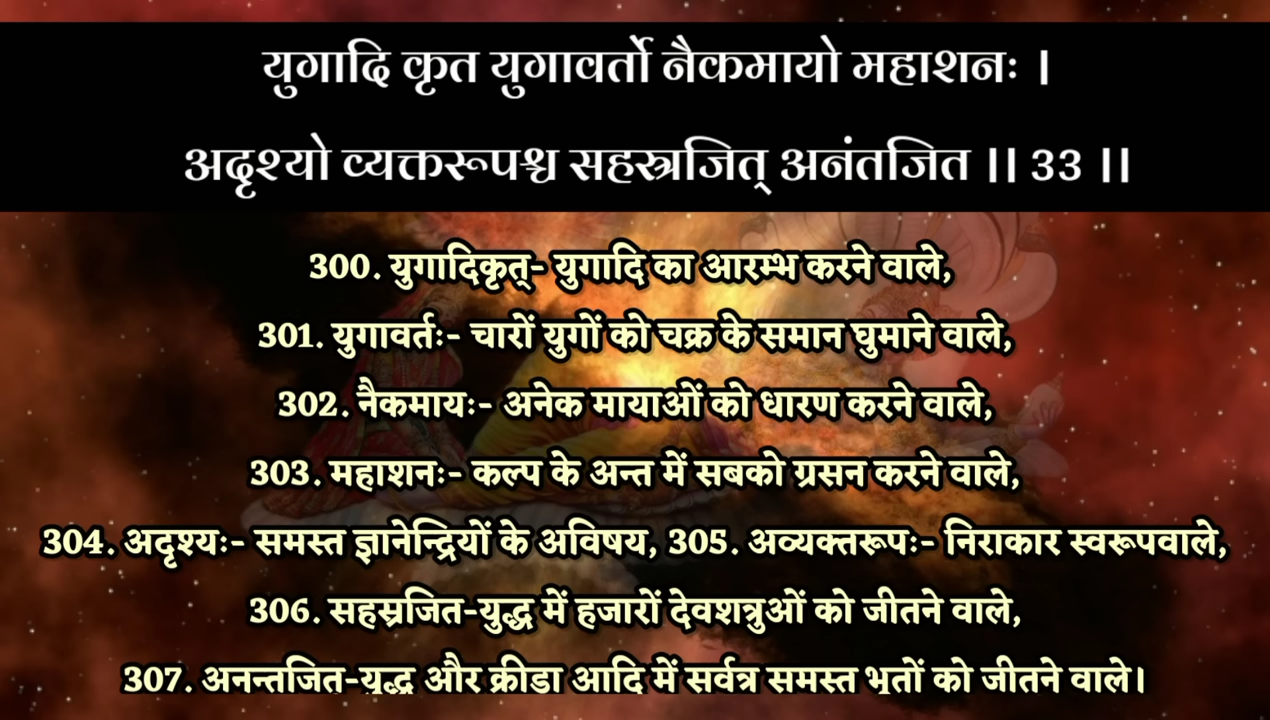 युगादि कृत युगावर्तो नैकमायो महाशनः ।
अदृश्यो व्यक्तरूपश्च सहस्त्रजित् अनंतजित ।। 33 ।।
300. युगादिकृत्- युगादि का आरम्भ करने वाले,
301. युगावर्तः- चारों युगों को चक्र के समान घुमाने वाले,
302. नैकमायः- अनेक मायाओं को धारण करने वाले,
303. महाशनः- कल्प के अन्त में सबको ग्रसन करने वाले,
304. अदृश्यः- समस्त ज्ञानेन्द्रियों के अविषय, 305. अव्यक्तरूपः- निराकार स्वरूपवाले,
306. सहस्रजित-युद्ध में हजारों देवशत्रुओं को जीतने वाले,
307. अनन्तजित-युद्ध और क्रीडा आदि में सर्वत्र समस्त भूतों को जीतने वाले।